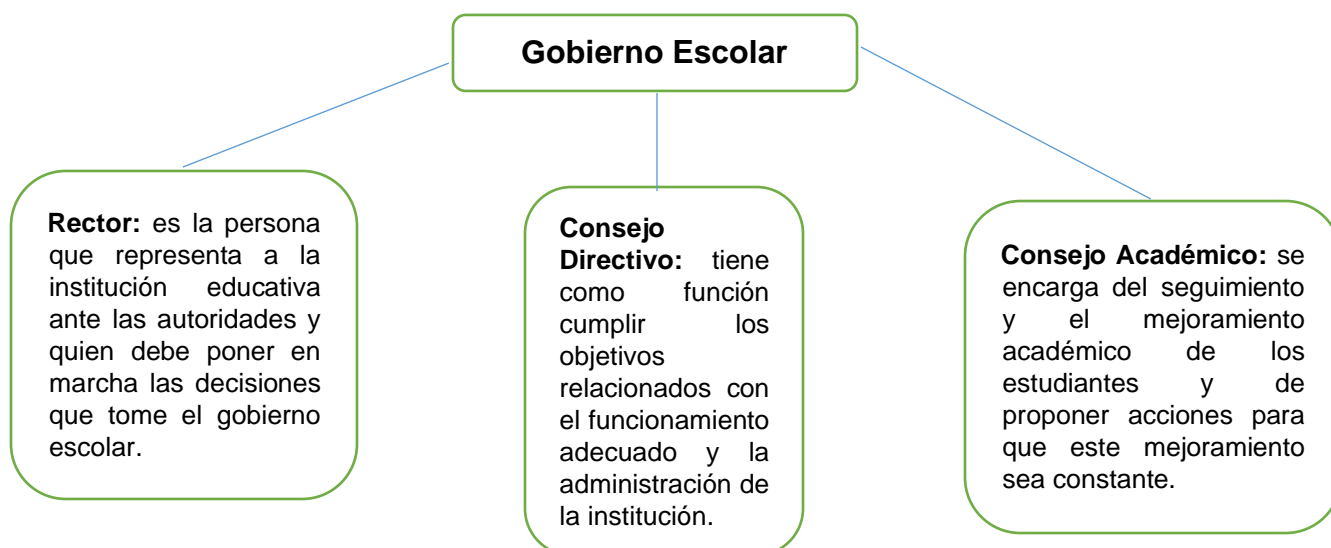 Gobierno Escolar
Rector: es la persona
que representa a la
institución educativa
ante las autoridades y
quien debe poner en
marcha las decisiones
que tome el gobierno
escolar.
Consejo
Directivo: tiene
como función
cumplir los
objetivos
relacionados con
el funcionamiento
adecuado y la
administración de
la institución.
Consejo Académico: se
encarga del seguimiento
y el mejoramiento
académico de los
estudiantes y de
proponer acciones para
que este mejoramiento
sea constante.